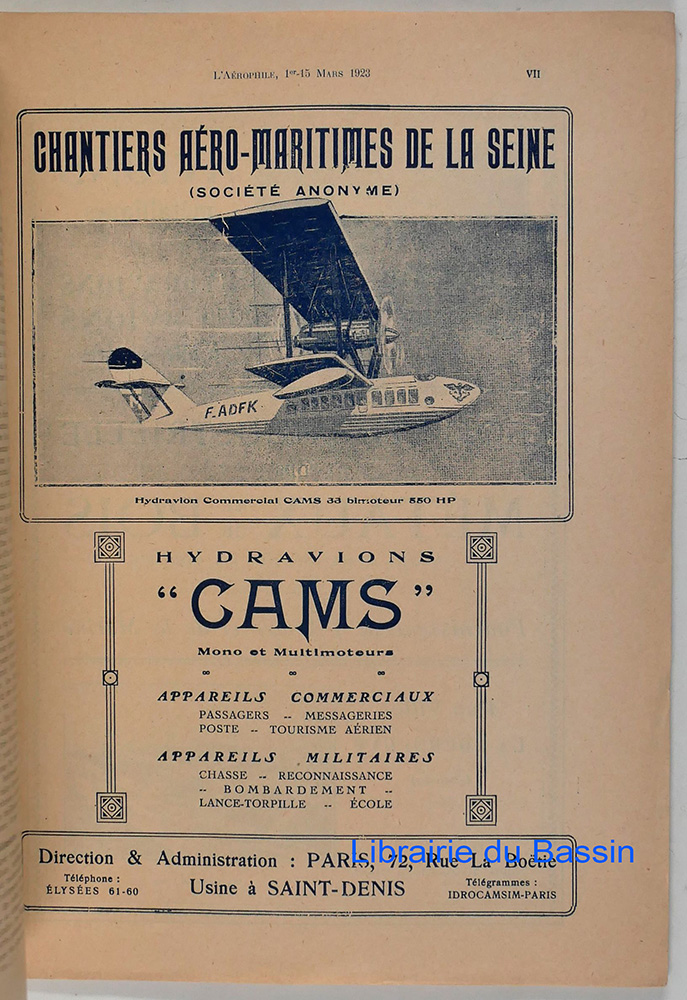 L'AÉROPHILE, 1er-15 MARS 1923 VII
CHANTIERS AÉRO-MARITIMES DE LA SEINE
(SOCIÉTÉ ANONYME)
F-ADFK
Hydravion Commercial CAMS 33 bimoteur 550 HP
HYDRAVIONS
"CAMS"
Mono et Multimoteurs
APPAREILS COMMERCIAUX
PASSAGERS -- MESSAGERIES
POSTE -- TOURISME AÉRIEN
APPAREILS MILITAIRES
CHASSE -- RECONNAISSANCE
-- BOMBARDEMENT --
LANCE-TORPILLE -- ÉCOLE
Direction & Administration : PARIS, 72, Rue La Boëtie
Librairie du Bassin
Téléphone :
ÉLYSÉES 61-60
Usine à SAINT-DENIS
Télégrammes :
IDROCAMSIM-PARIS